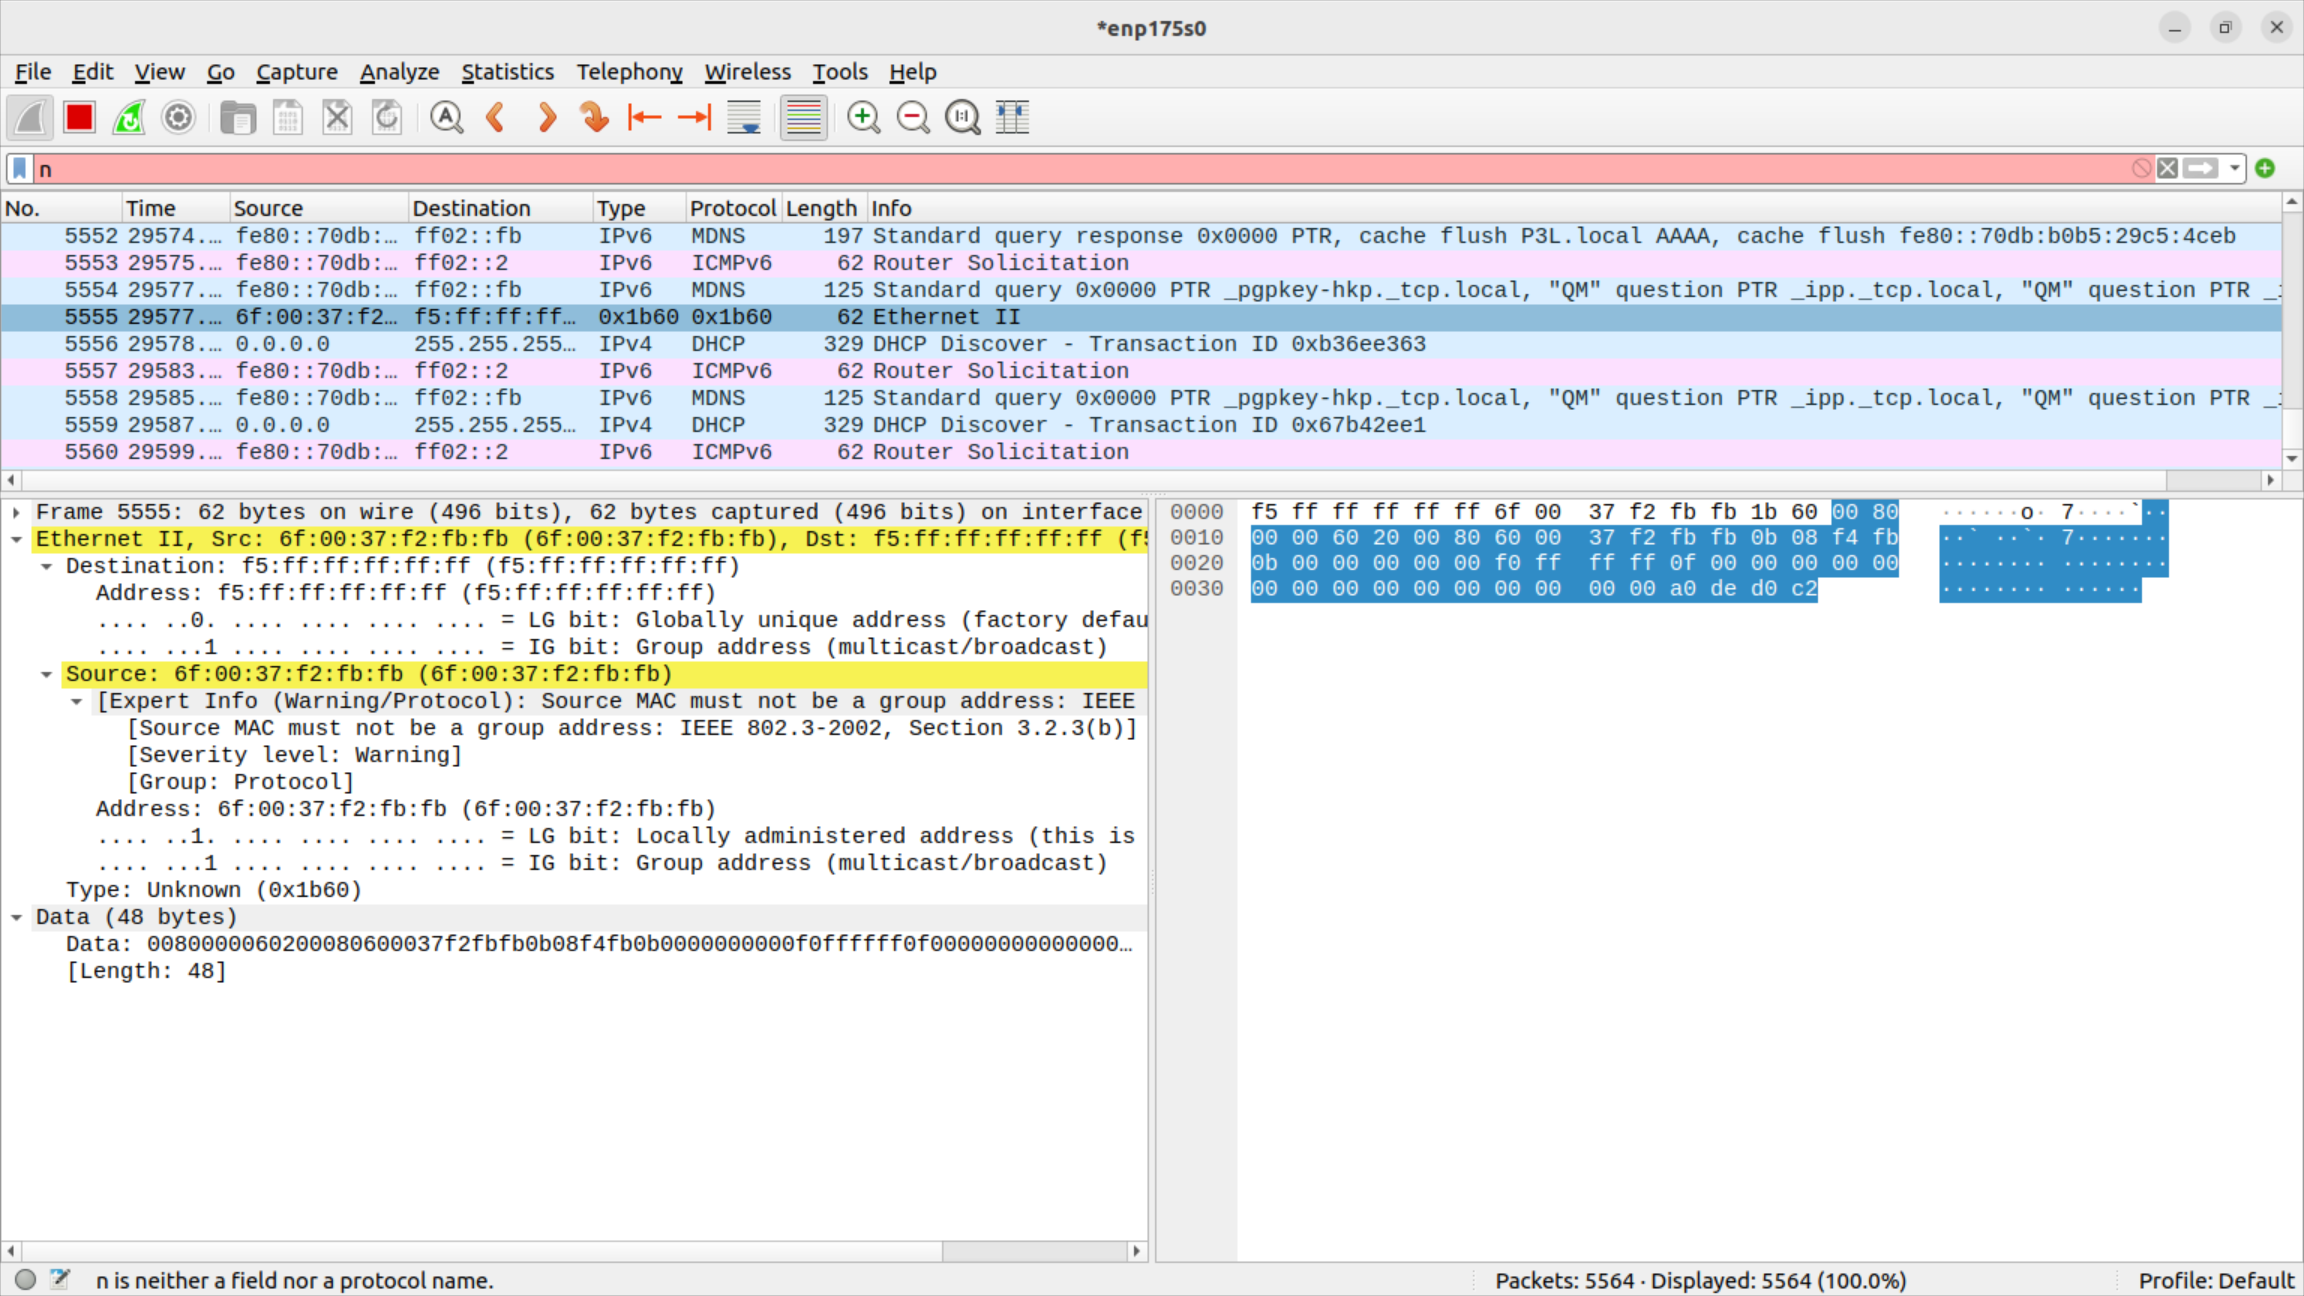 *enp175s0
File Edit View Go Capture Analyze Statistics Telephony Wireless Tools Help
n
No. Time Source Destination Type Protocol Length Info
5552 29574.… fe80::70db:… ff02::fb IPv6 MDNS 197 Standard query response 0x0000 PTR, cache flush P3L.local AAAA, cache flush fe80::70db:b0b5:29c5:4ceb
5553 29575.… fe80::70db:… ff02::2 IPv6 ICMPv6 62 Router Solicitation
5554 29577.… fe80::70db:… ff02::fb IPv6 MDNS 125 Standard query 0x0000 PTR _pgpkey-hkp._tcp.local, "QM" question PTR _ipp._tcp.local, "QM" question PTR _i
5555 29577.… 6f:00:37:f2… f5:ff:ff:ff… 0x1b60 0x1b60 62 Ethernet II
5556 29578.… 0.0.0.0 255.255.255… IPv4 DHCP 329 DHCP Discover - Transaction ID 0xb36ee363
5557 29583.… fe80::70db:… ff02::2 IPv6 ICMPv6 62 Router Solicitation
5558 29585.… fe80::70db:… ff02::fb IPv6 MDNS 125 Standard query 0x0000 PTR _pgpkey-hkp._tcp.local, "QM" question PTR _ipp._tcp.local, "QM" question PTR _i
5559 29587.… 0.0.0.0 255.255.255… IPv4 DHCP 329 DHCP Discover - Transaction ID 0x67b42ee1
5560 29599.… fe80::70db:… ff02::2 IPv6 ICMPv6 62 Router Solicitation
Frame 5555: 62 bytes on wire (496 bits), 62 bytes captured (496 bits) on interface
Ethernet II, Src: 6f:00:37:f2:fb:fb (6f:00:37:f2:fb:fb), Dst: f5:ff:ff:ff:ff:ff (f5
Destination: f5:ff:ff:ff:ff:ff (f5:ff:ff:ff:ff:ff)
Address: f5:ff:ff:ff:ff:ff (f5:ff:ff:ff:ff:ff)
.... ..0. .... .... .... .... = LG bit: Globally unique address (factory defau
.... ...1 .... .... .... .... = IG bit: Group address (multicast/broadcast)
Source: 6f:00:37:f2:fb:fb (6f:00:37:f2:fb:fb)
[Expert Info (Warning/Protocol): Source MAC must not be a group address: IEEE
[Source MAC must not be a group address: IEEE 802.3-2002, Section 3.2.3(b)]
[Severity level: Warning]
[Group: Protocol]
Address: 6f:00:37:f2:fb:fb (6f:00:37:f2:fb:fb)
.... ..1. .... .... .... .... = LG bit: Locally administered address (this is
.... ...1 .... .... .... .... = IG bit: Group address (multicast/broadcast)
Type: Unknown (0x1b60)
Data (48 bytes)
Data: 0080000060200080600037f2fbfb0b08f4fb0b0000000000f0ffffff0f00000000000000…
[Length: 48]
0000 f5 ff ff ff ff ff 6f 00 37 f2 fb fb 1b 60 00 80 ······o· 7····`··
0010 00 00 60 20 00 80 60 00 37 f2 fb fb 0b 08 f4 fb ··` ··`· 7·······
0020 0b 00 00 00 00 00 f0 ff ff ff 0f 00 00 00 00 00 ········ ········
0030 00 00 00 00 00 00 00 00 00 00 a0 de d0 c2 ········ ······
n is neither a field nor a protocol name.
Packets: 5564 · Displayed: 5564 (100.0%)
Profile: Default